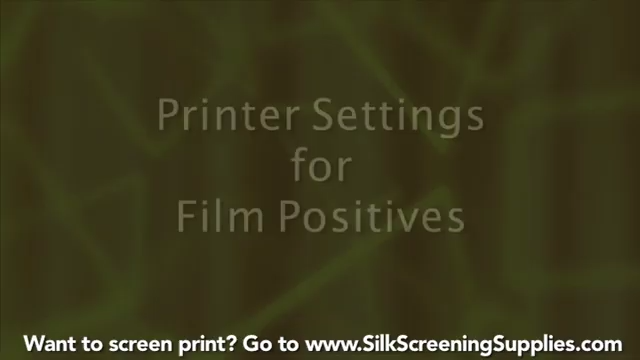 Printer Settings
for
Film Positives
Want to screen print? Go to www.SilkScreeningSupplies.com